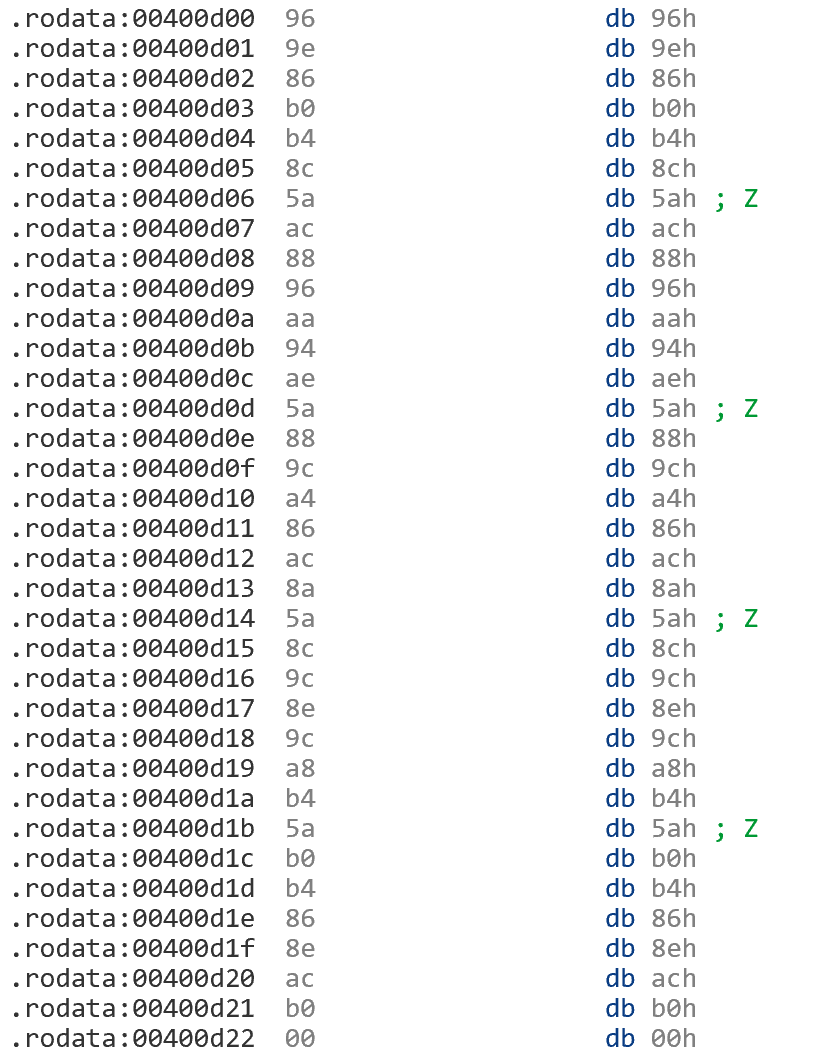 .rodata:00400d00 96 db 96h
.rodata:00400d01 9e db 9eh
.rodata:00400d02 86 db 86h
.rodata:00400d03 b0 db b0h
.rodata:00400d04 b4 db b4h
.rodata:00400d05 8c db 8ch
.rodata:00400d06 5a db 5ah ; Z
.rodata:00400d07 ac db ach
.rodata:00400d08 88 db 88h
.rodata:00400d09 96 db 96h
.rodata:00400d0a aa db aah
.rodata:00400d0b 94 db 94h
.rodata:00400d0c ae db aeh
.rodata:00400d0d 5a db 5ah ; Z
.rodata:00400d0e 88 db 88h
.rodata:00400d0f 9c db 9ch
.rodata:00400d10 a4 db a4h
.rodata:00400d11 86 db 86h
.rodata:00400d12 ac db ach
.rodata:00400d13 8a db 8ah
.rodata:00400d14 5a db 5ah ; Z
.rodata:00400d15 8c db 8ch
.rodata:00400d16 9c db 9ch
.rodata:00400d17 8e db 8eh
.rodata:00400d18 9c db 9ch
.rodata:00400d19 a8 db a8h
.rodata:00400d1a b4 db b4h
.rodata:00400d1b 5a db 5ah ; Z
.rodata:00400d1c b0 db b0h
.rodata:00400d1d b4 db b4h
.rodata:00400d1e 86 db 86h
.rodata:00400d1f 8e db 8eh
.rodata:00400d20 ac db ach
.rodata:00400d21 b0 db b0h
.rodata:00400d22 00 db 00h